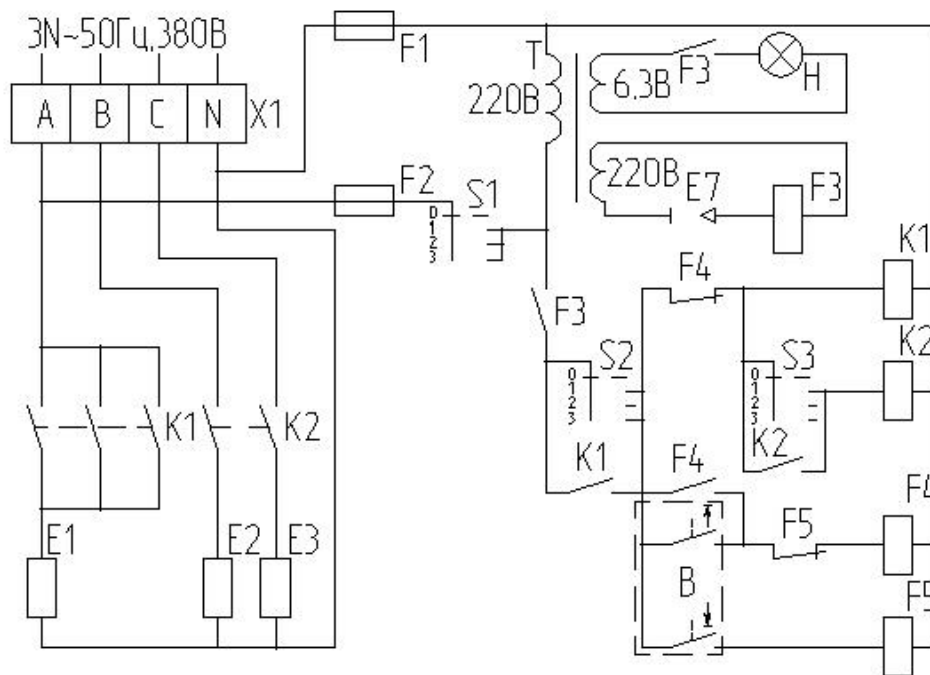 3N~50Гц,380В
A B C N X1
F1
F2
S1
0
1
2
3
T
220В
6,3В
F3
H
220В
E7
F3
K1
K2
F4
F3
S2
0
1
2
3
S3
0
1
2
3
K1
K2
K1
F4
K2
F4
F5
B
F5
E1
E2
E3